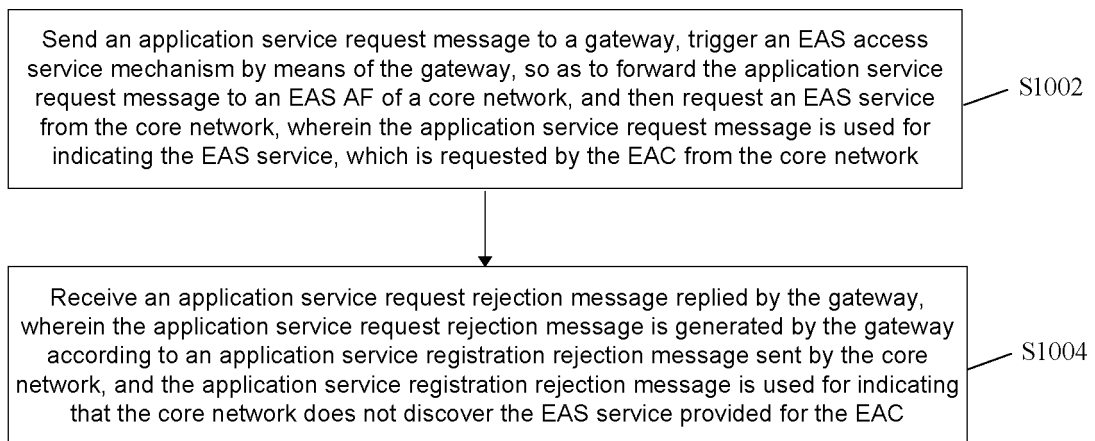 Send an application service request message to a gateway, trigger an EAS access
service mechanism by means of the gateway, so as to forward the application service
request message to an EAS AF of a core network, and then request an EAS service
from the core network, wherein the application service request message is used for
indicating the EAS service, which is requested by the EAC from the core network
S1002
Receive an application service request rejection message replied by the gateway,
wherein the application service request rejection message is generated by the gateway
according to an application service registration rejection message sent by the core
network, and the application service registration rejection message is used for indicating
that the core network does not discover the EAS service provided for the EAC
S1004